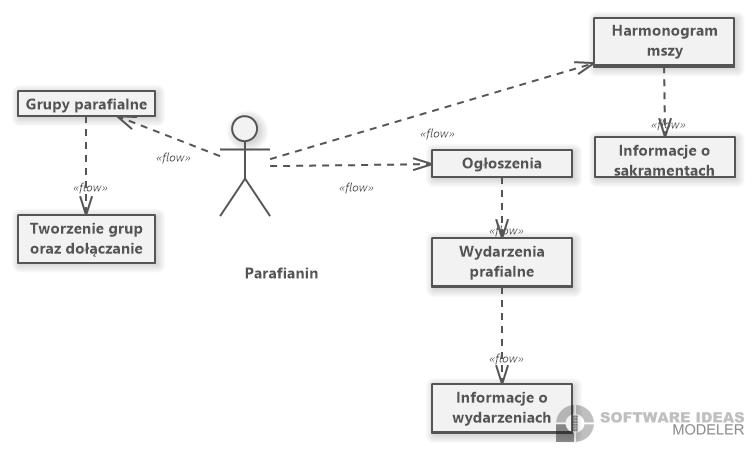 Harmonogram
mszy
«flow»
Informacje o
sakramentach
Grupy parafialne
«flow»
«flow»
Tworzenie grup
oraz dołączanie
Parafianin
«flow»
Ogłoszenia
«flow»
«flow»
Wydarzenia
prafialne
«flow»
Informacje o
wydarzeniach
SOFTWARE IDEAS
MODELER